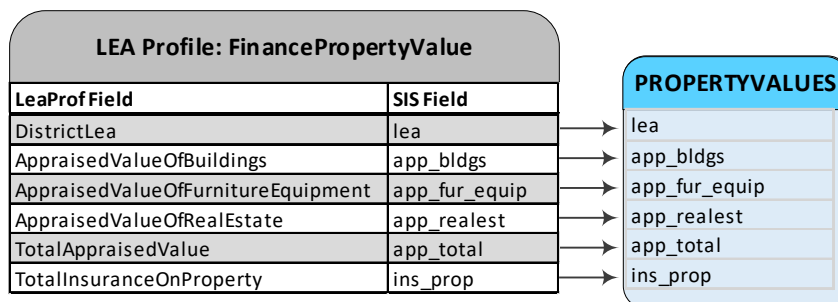 LEA Profile: FinancePropertyValue
LeaProf Field SIS Field
DistrictLea lea
AppraisedValueOfBuildings app_bldgs
AppraisedValueOfFurnitureEquipment app_fur_equip
AppraisedValueOfRealEstate app_realest
TotalAppraisedValue app_total
TotalInsuranceOnProperty ins_prop
PROPERTYVALUES
lea
app_bldgs
app_fur_equip
app_realest
app_total
ins_prop